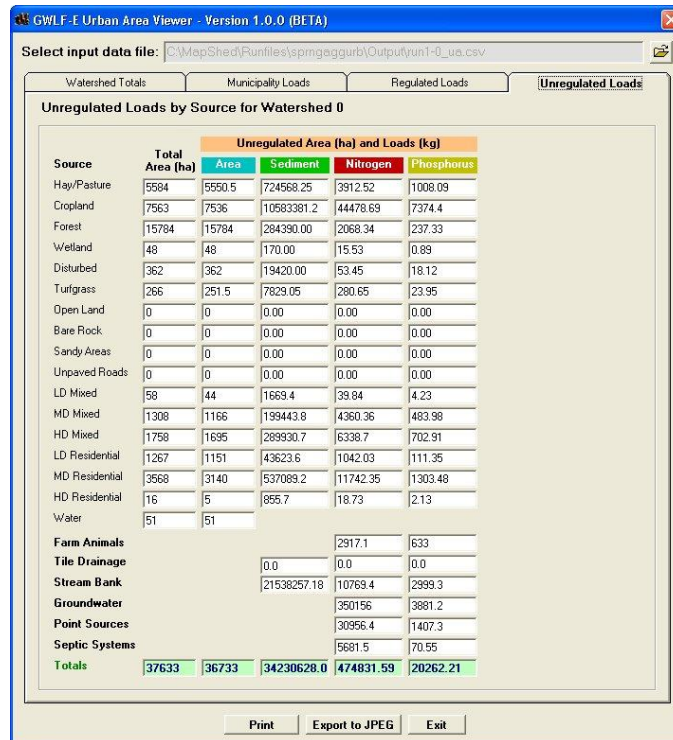 GWLF-E Urban Area Viewer - Version 1.0.0 (BETA)
Select input data file: C:\MapShed\Runfiles\sprngaggurb\Output\run1-0_ua.csv
Watershed Totals Municipality Loads Regulated Loads Unregulated Loads
Unregulated Loads by Source for Watershed 0
Unregulated Area (ha) and Loads (kg)
Source Total Area (ha) Area Sediment Nitrogen Phosphorus
Hay/Pasture 5584 5550.5 724568.25 3912.52 1008.09
Cropland 7563 7536 10583381.2 44478.69 7374.4
Forest 15784 15784 284390.00 2068.34 237.33
Wetland 48 48 170.00 15.53 0.89
Disturbed 362 362 19420.00 53.45 18.12
Turfgrass 266 251.5 7829.05 280.65 23.95
Open Land 0 0 0.00 0.00 0.00
Bare Rock 0 0 0.00 0.00 0.00
Sandy Areas 0 0 0.00 0.00 0.00
Unpaved Roads 0 0 0.00 0.00 0.00
LD Mixed 58 44 1669.4 39.84 4.23
MD Mixed 1308 1166 199443.8 4360.36 483.98
HD Mixed 1758 1695 289930.7 6338.7 702.91
LD Residential 1267 1151 43623.6 1042.03 111.35
MD Residential 3568 3140 537089.2 11742.35 1303.48
HD Residential 16 5 855.7 18.73 2.13
Water 51 51
Farm Animals 2917.1 633
Tile Drainage 0.0 0.0 0.0
Stream Bank 21538257.18 10769.4 2999.3
Groundwater 350156 3881.2
Point Sources 30956.4 1407.3
Septic Systems 5681.5 70.55
Totals 37633 36733 34230628.0 474831.59 20262.21
Print Export to JPEG Exit